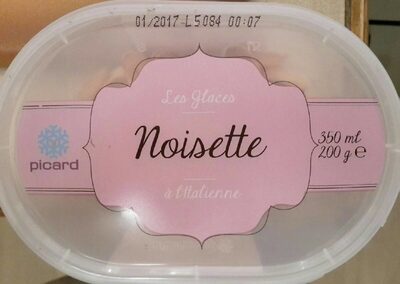 01/2017 L5084 00:07
Les Glaces
Noisette
à l'Italienne
picard
350 ml
200 g ℮